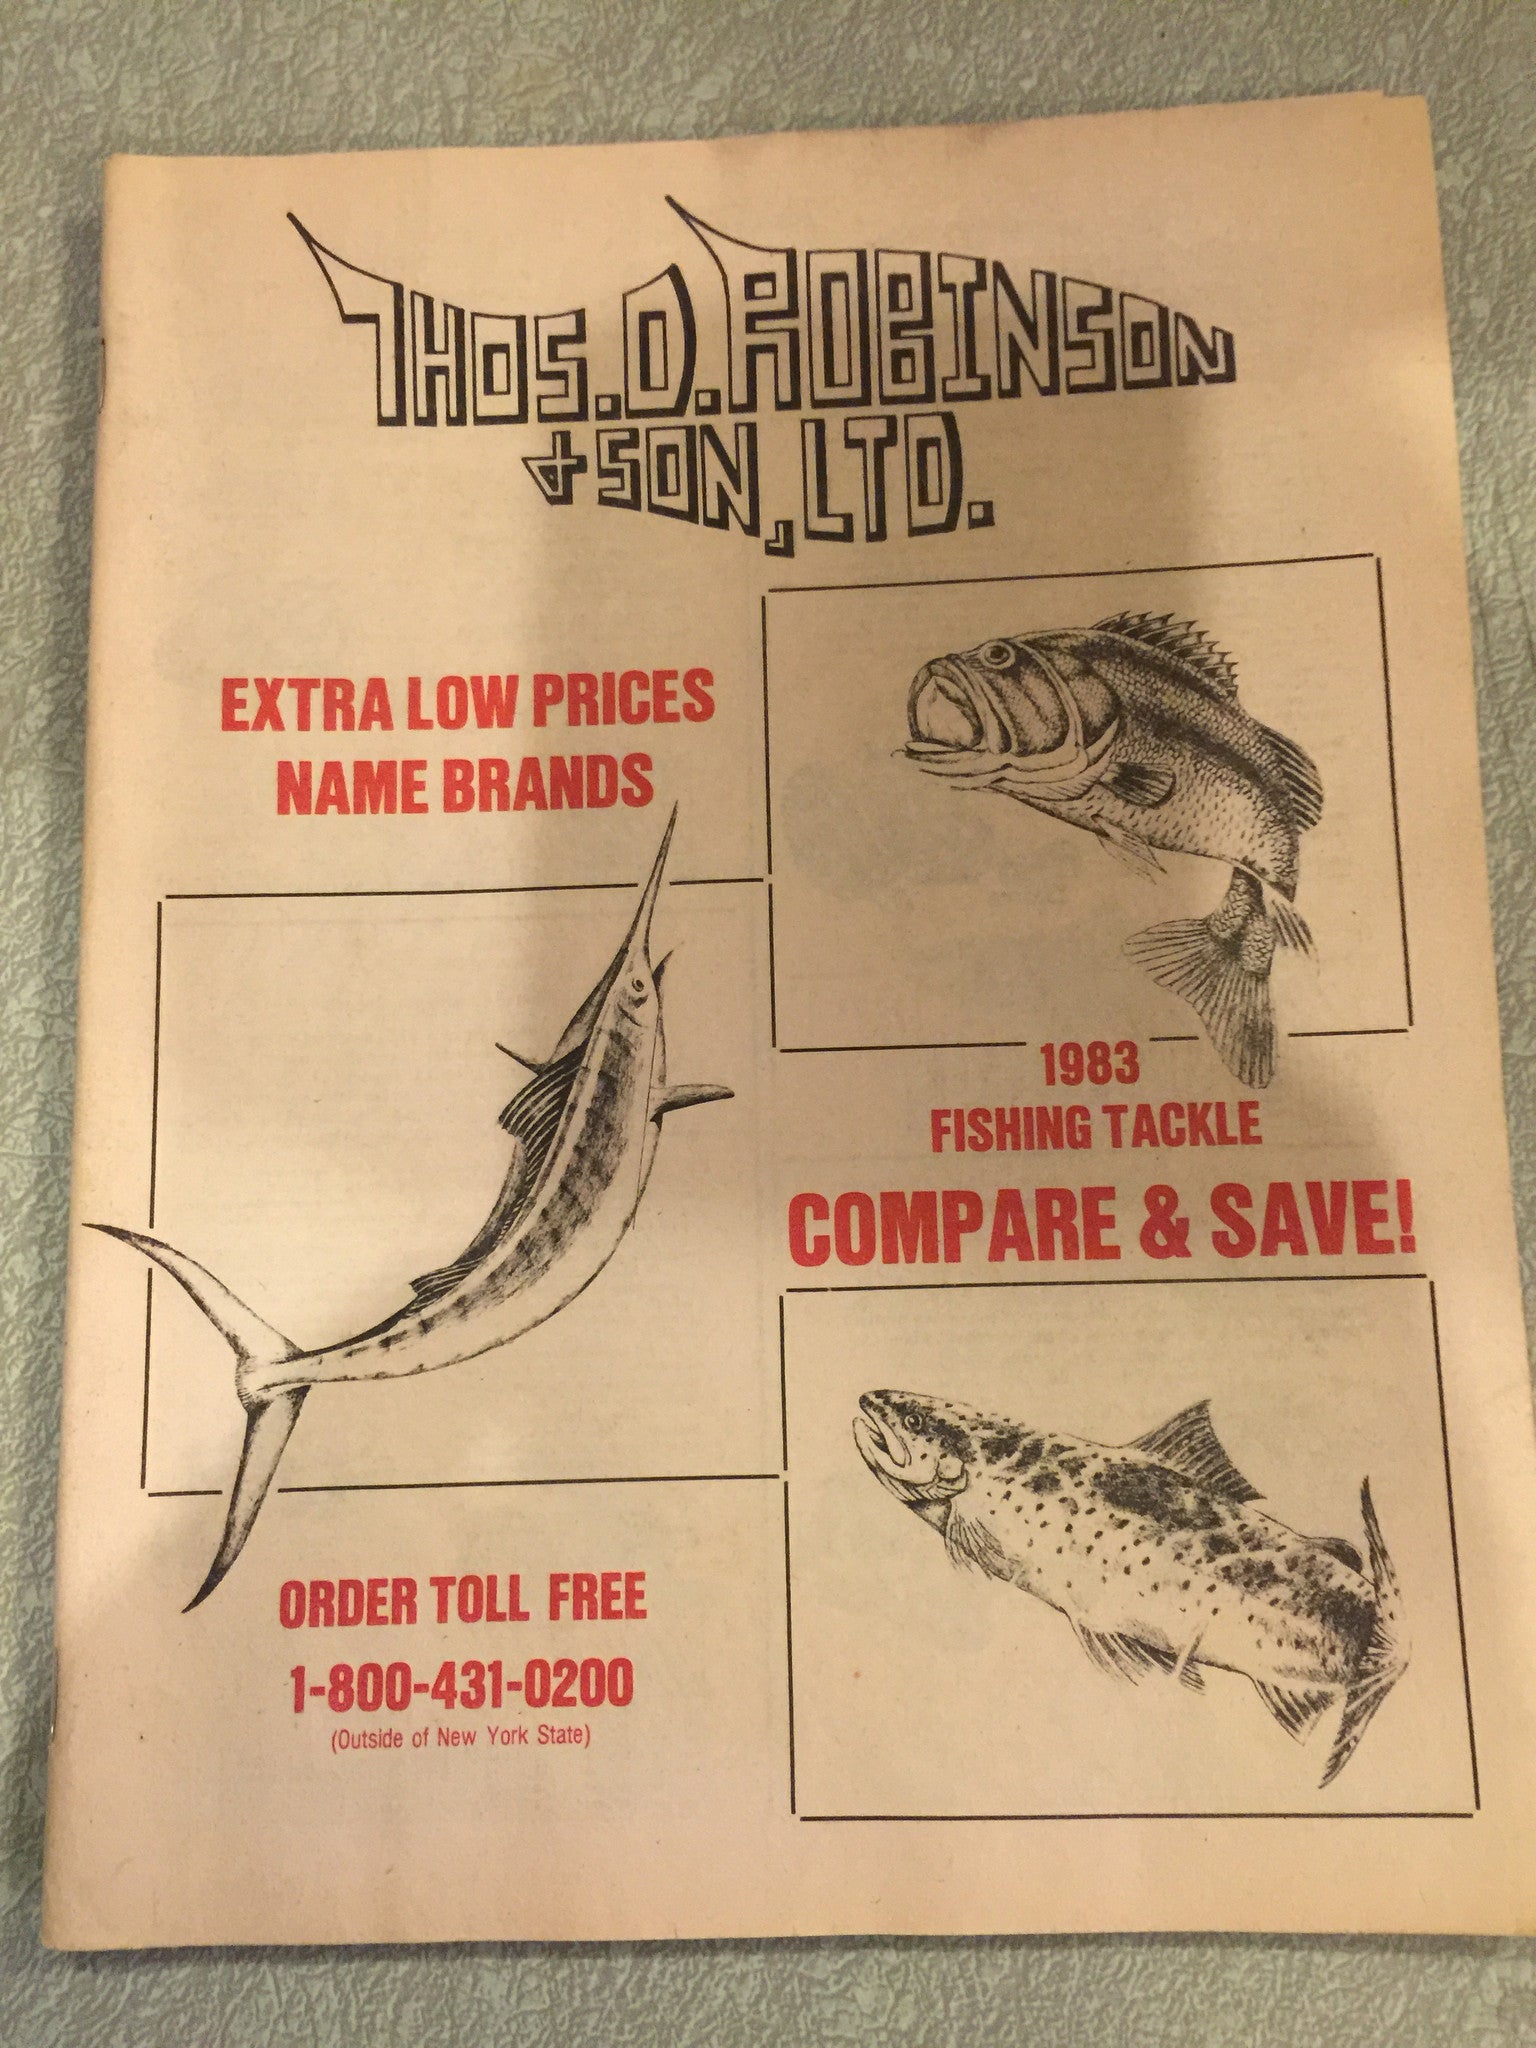 THOS. D. ROBINSON
+ SON, LTD.
EXTRA LOW PRICES
NAME BRANDS
1983
FISHING TACKLE
COMPARE & SAVE!
ORDER TOLL FREE
1-800-431-0200
(Outside of New York State)